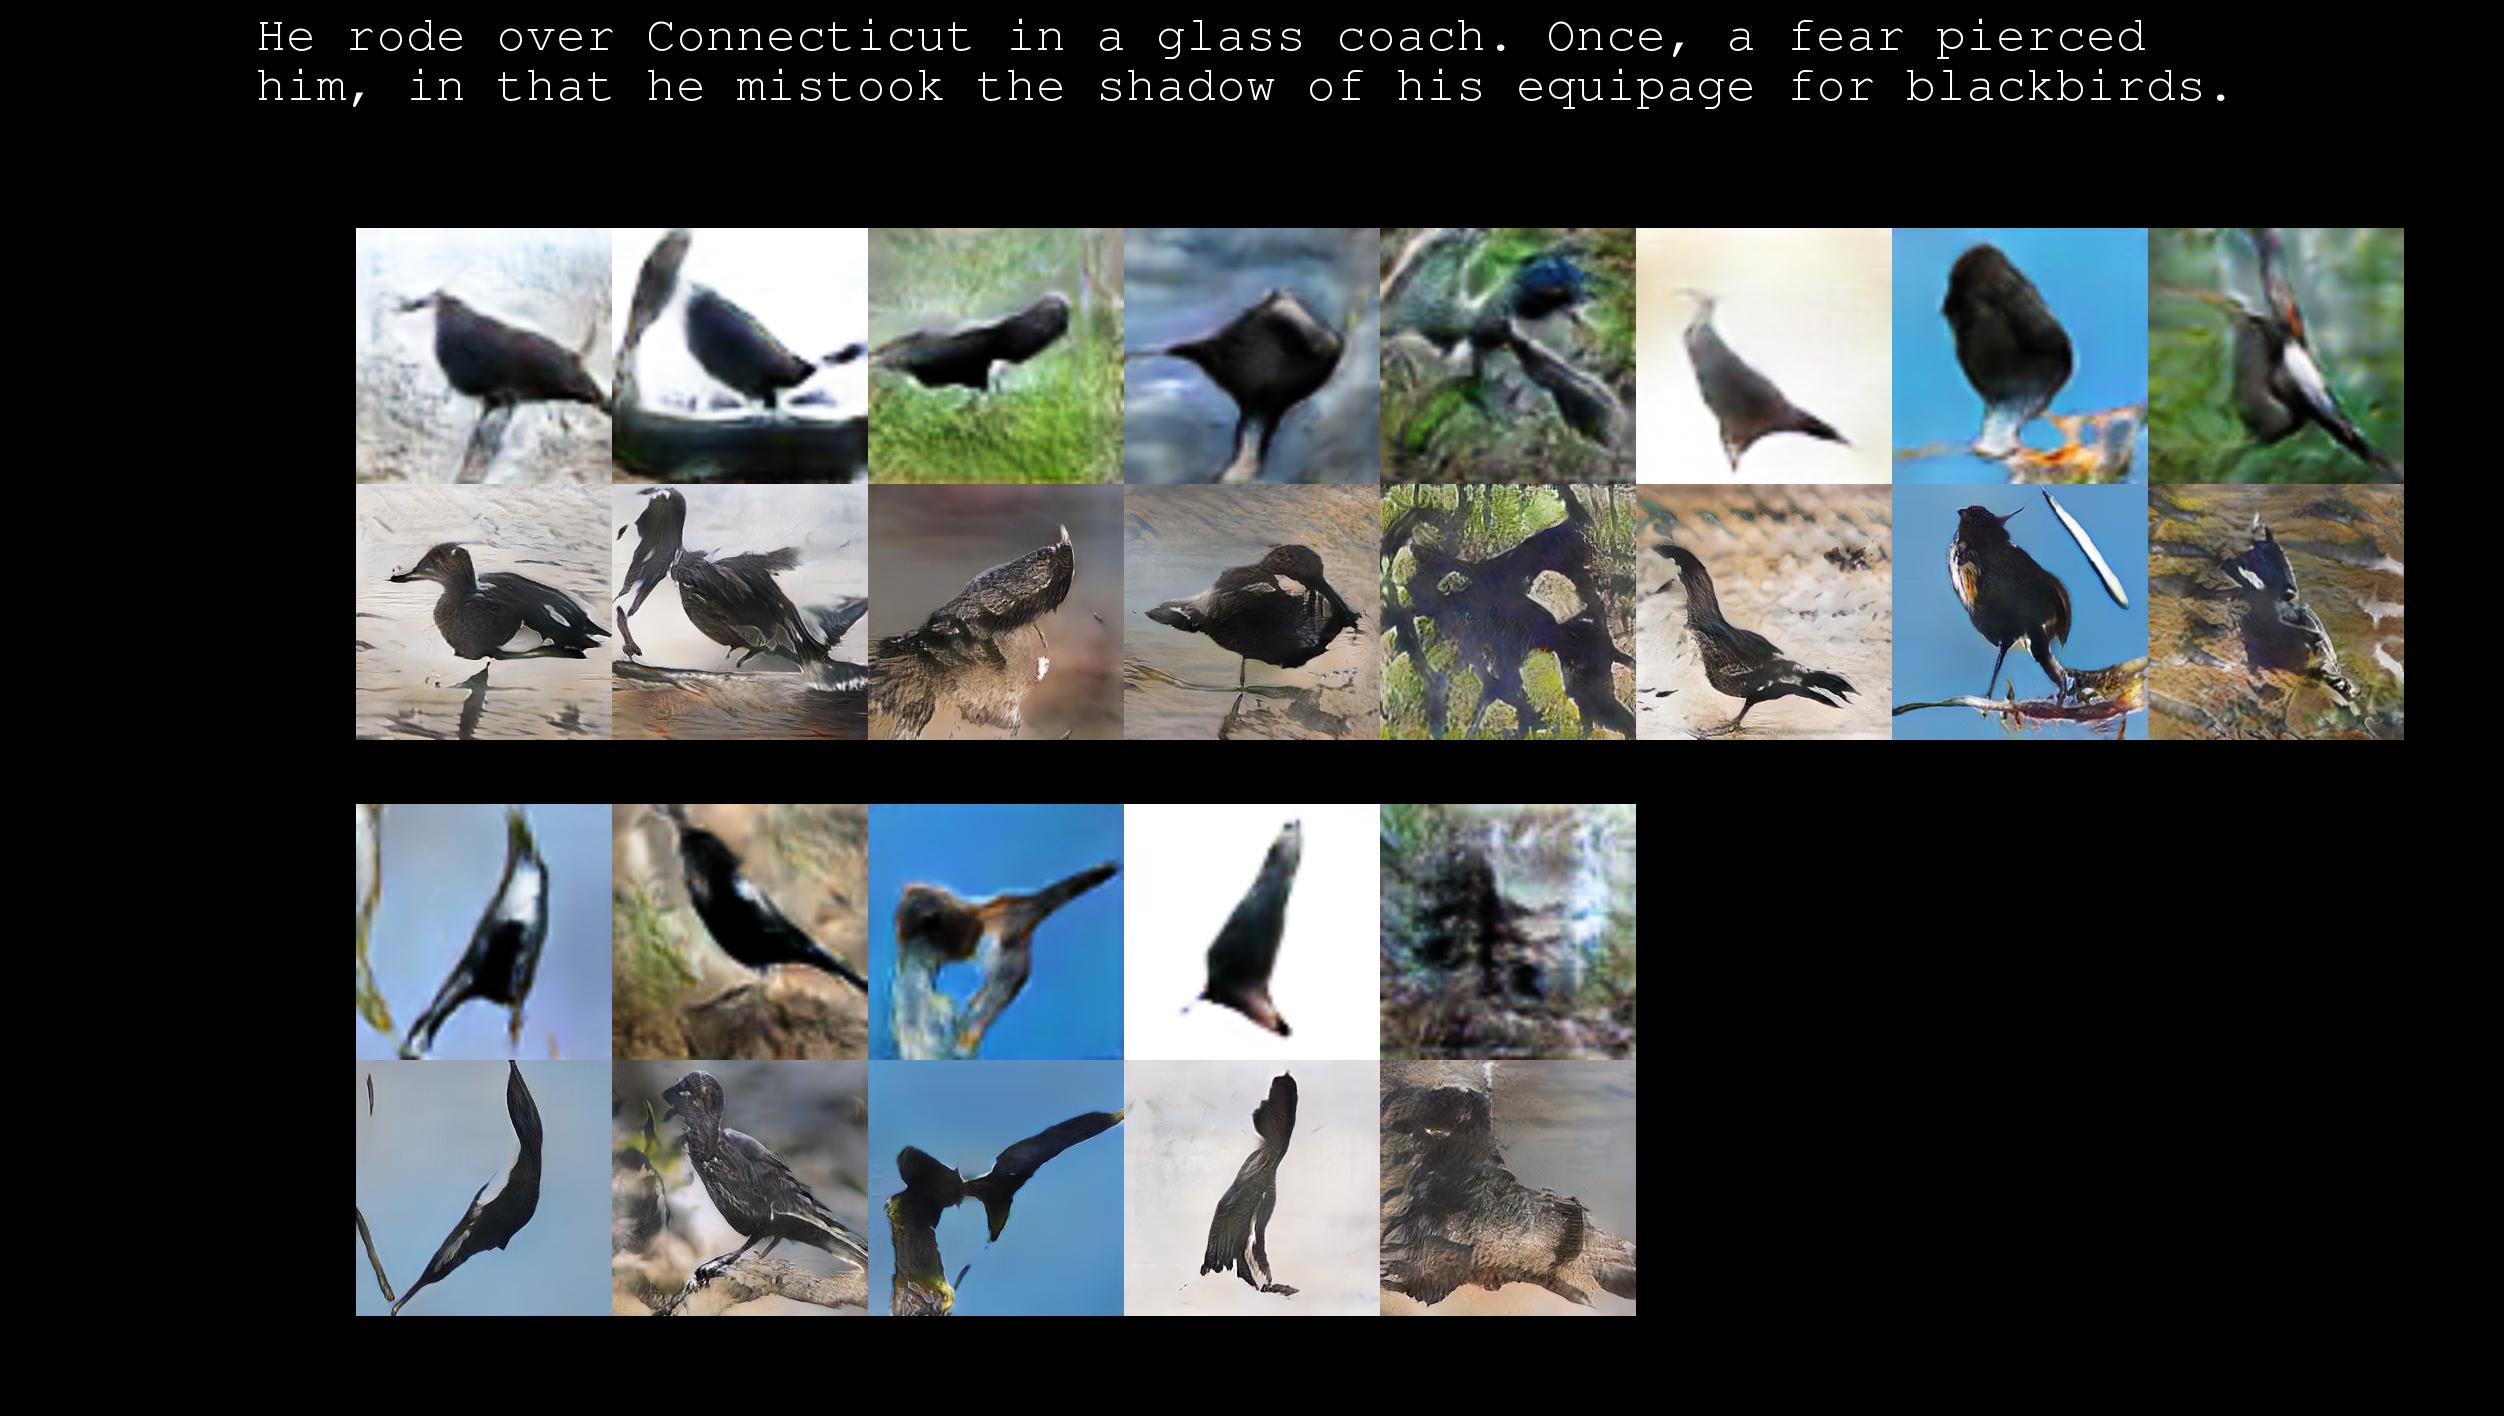 He rode over Connecticut in a glass coach. Once, a fear pierced
him, in that he mistook the shadow of his equipage for blackbirds.